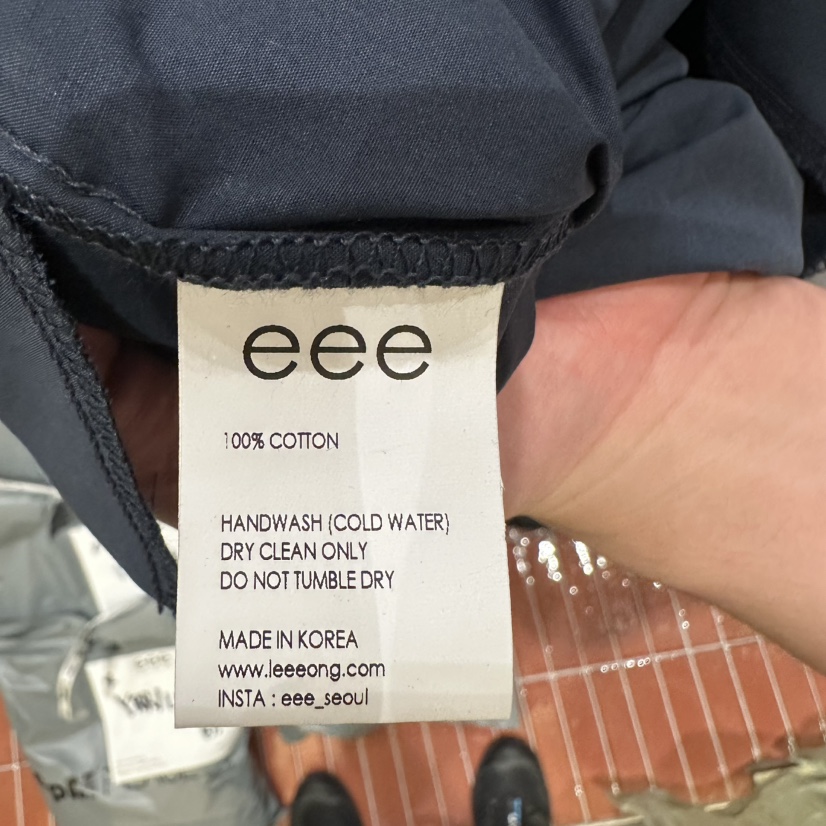 eee
100% COTTON
HANDWASH (COLD WATER)
DRY CLEAN ONLY
DO NOT TUMBLE DRY
MADE IN KOREA
www.leeeong.com
INSTA : eee_seoul